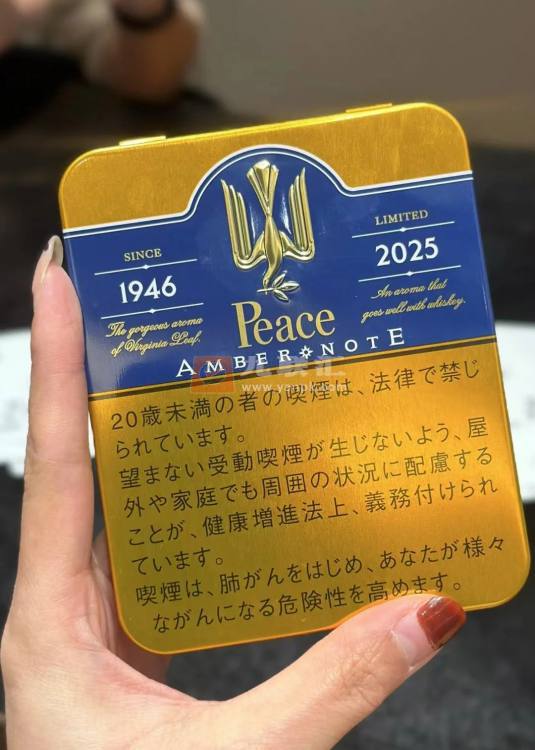 SINCE
1946
The gorgeous aroma
of Virginia Leaf.
LIMITED
2025
An aroma that
goes well with whiskey.
Peace
AMBER NOTE
www.yanpk.com
20歳未満の者の喫煙は、法律で禁じ
られています。
望まない受動喫煙が生じないよう、屋
外や家庭でも周囲の状況に配慮する
ことが、健康増進法上、義務付けられ
ています。
喫煙は、肺がんをはじめ、あなたが様々
ながんになる危険性を高めます。